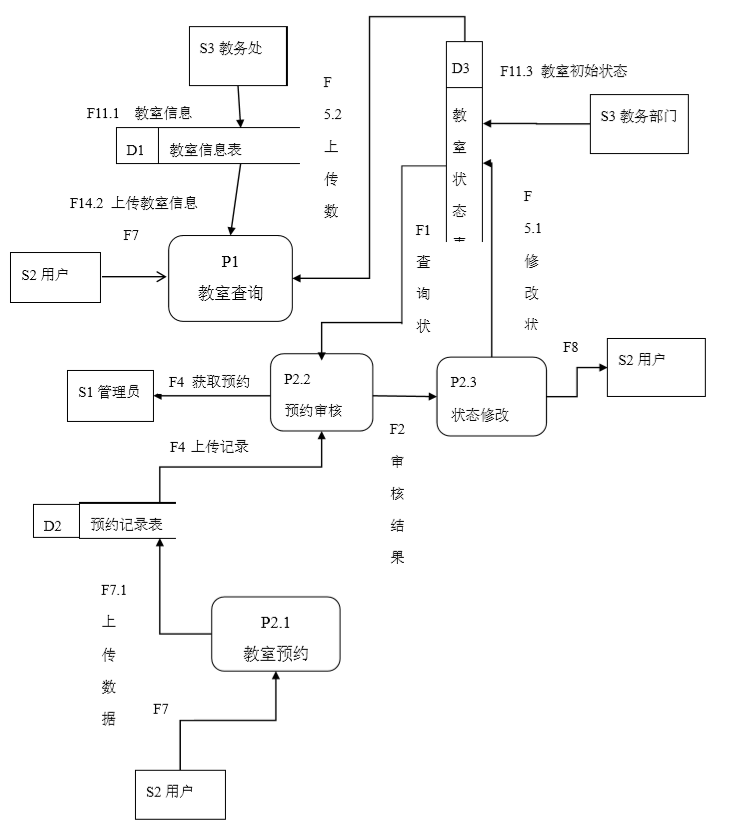 S3 教务处
D3
F11.3 教室初始状态
F
5.2
上
传
数
F11.1 教室信息
教
室
状
态
S3 教务部门
D1 教室信息表
F14.2 上传教室信息
F
5.1
修
改
状
F1
查
询
状
F7
S2 用户
P1
教室查询
F8
S2 用户
S1 管理员
F4 获取预约
P2.2
预约审核
P2.3
状态修改
F2
审
核
结
果
F4 上传记录
D2 预约记录表
F7.1
上
传
数
据
P2.1
教室预约
F7
S2 用户